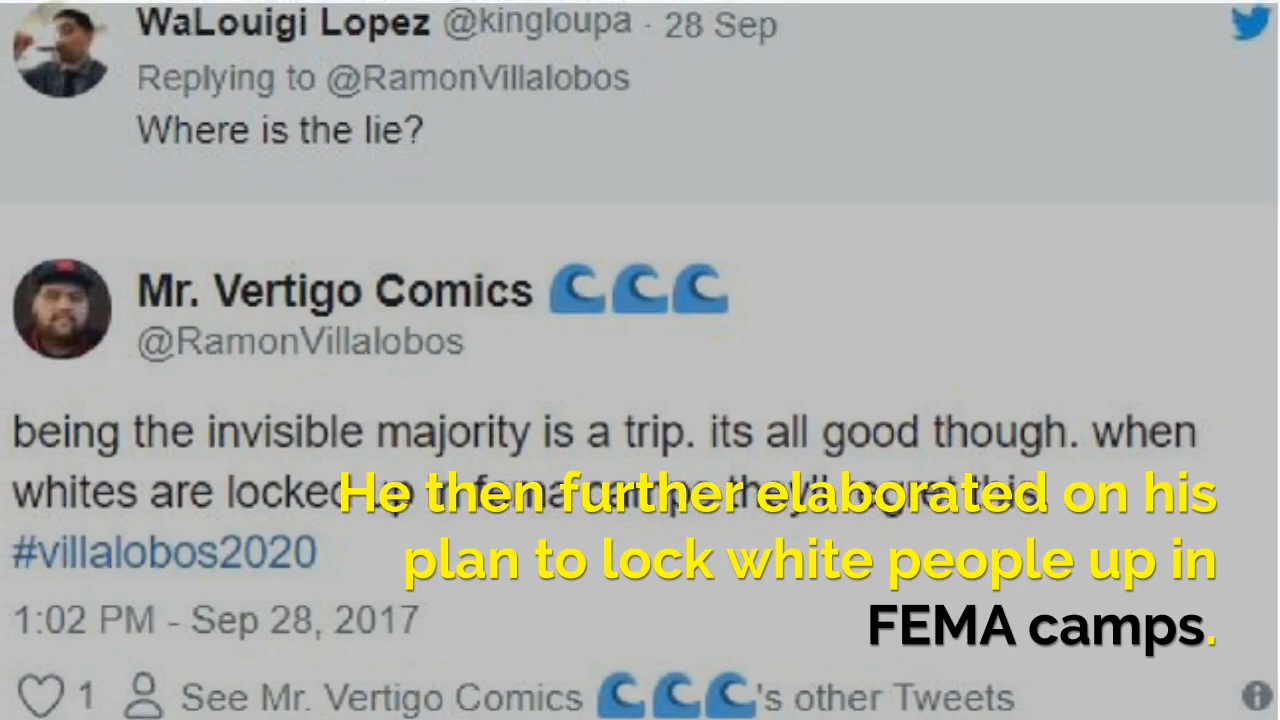 WaLouigi Lopez @kingloupa · 28 Sep
Replying to @RamonVillalobos
Where is the lie?
Mr. Vertigo Comics
@RamonVillalobos
being the invisible majority is a trip. its all good though. when
whites are locked up
He then further elaborated on his
plan to lock white people up in
FEMA camps.
#villalobos2020
1:02 PM - Sep 28, 2017
1 See Mr. Vertigo Comics 🌊🌊🌊's other Tweets